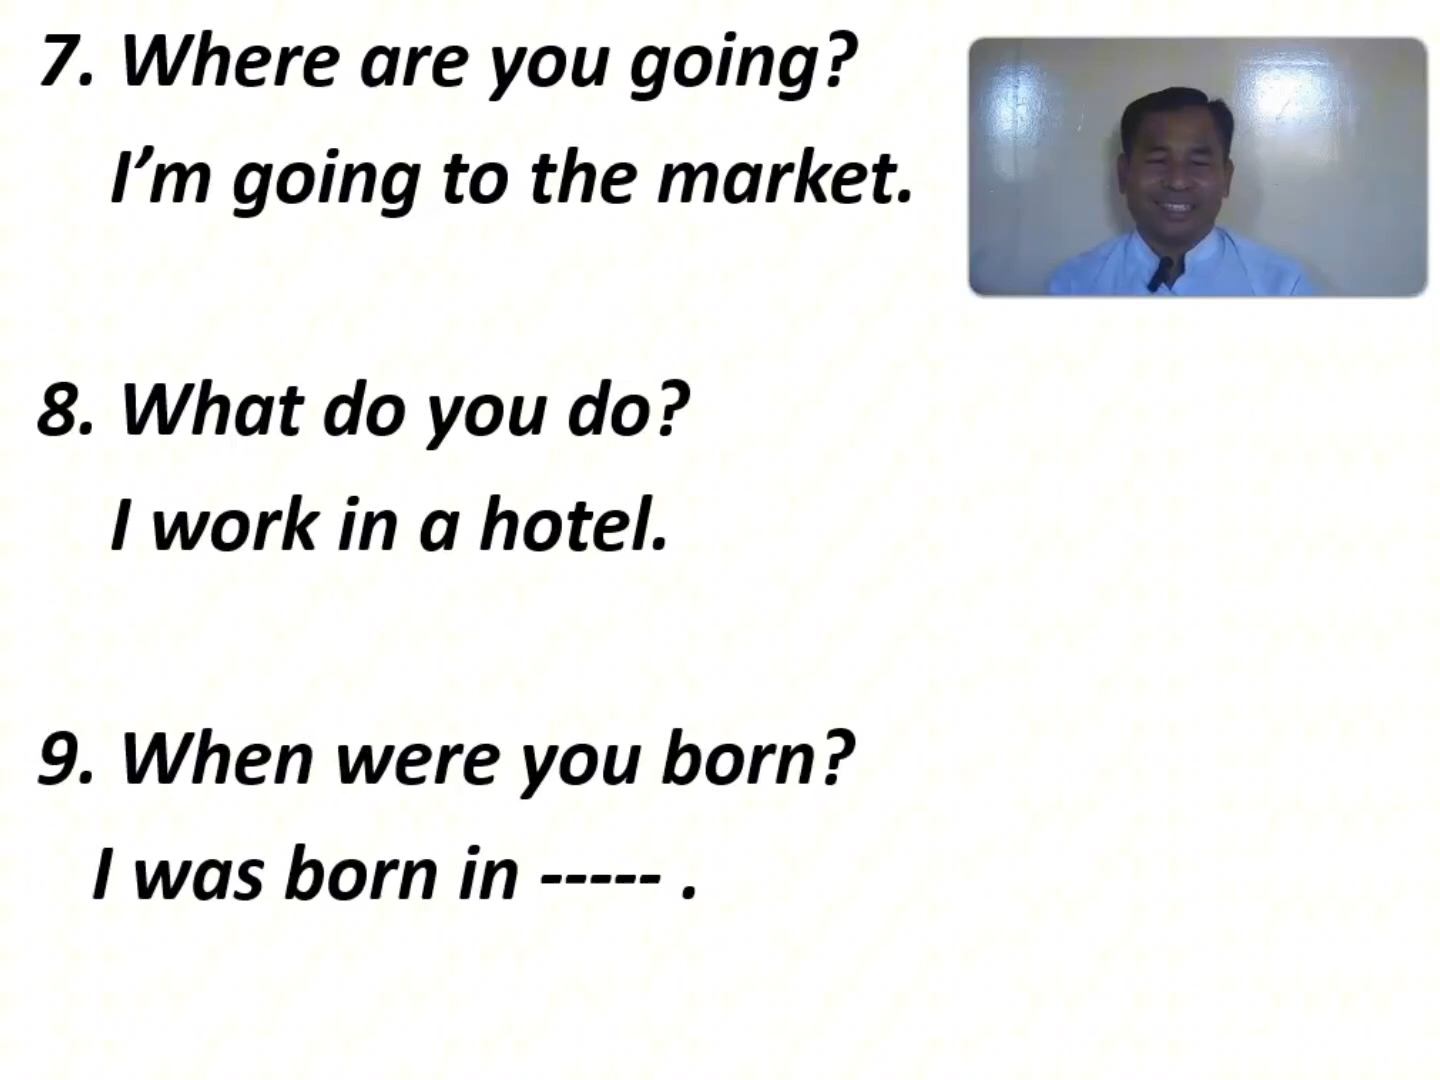 7. Where are you going?
I’m going to the market.
8. What do you do?
I work in a hotel.
9. When were you born?
I was born in ----- .